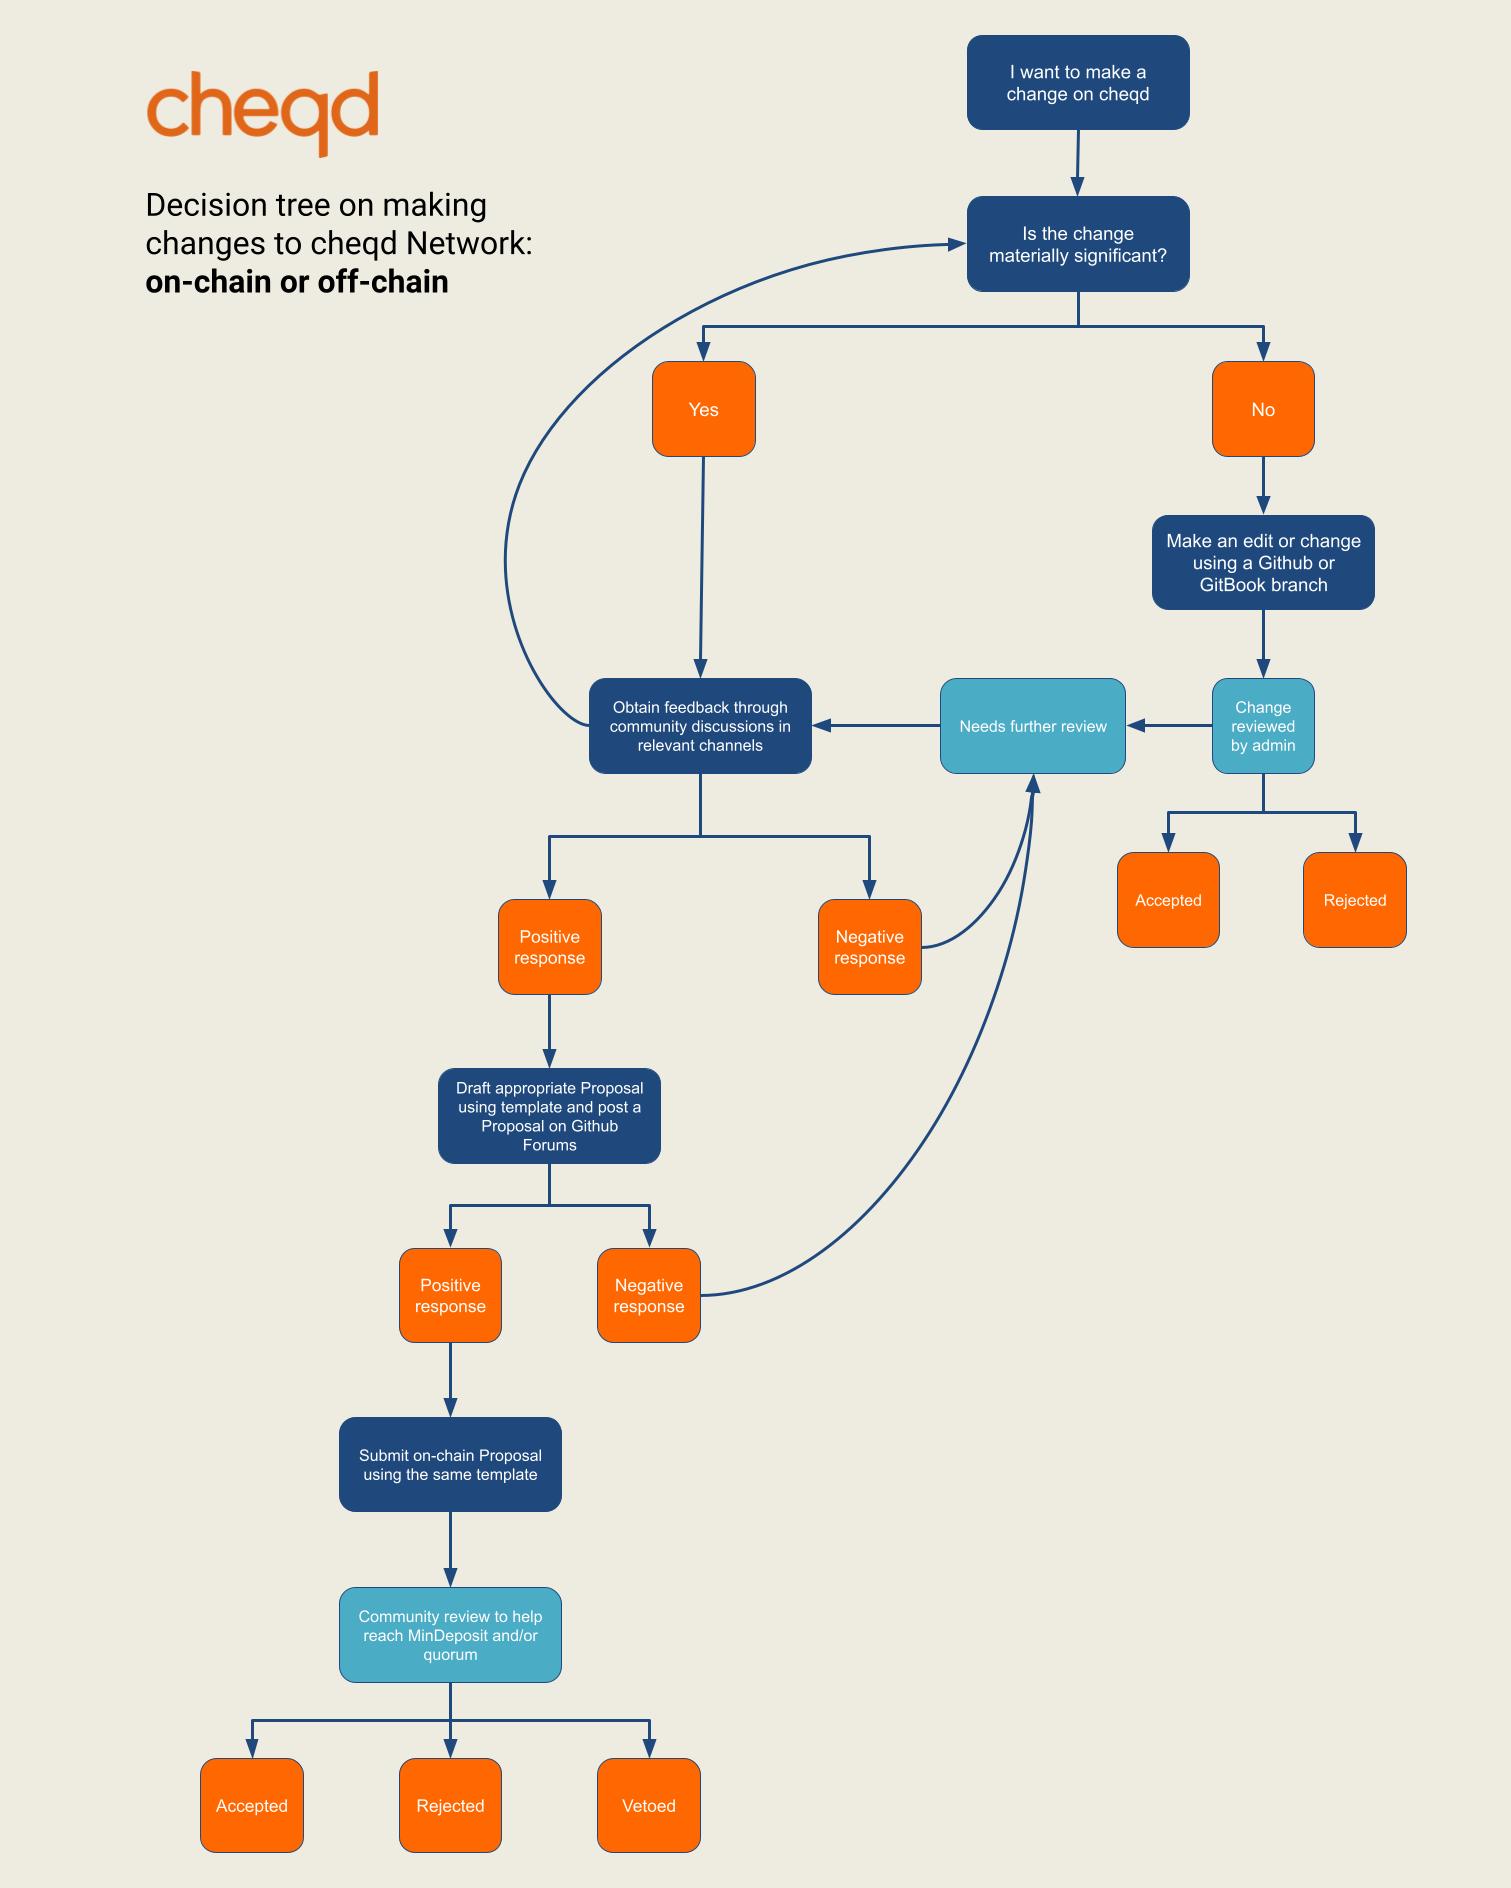 cheqd
Decision tree on making
changes to cheqd Network:
on-chain or off-chain
I want to make a
change on cheqd
Is the change
materially significant?
Yes
No
Make an edit or change
using a Github or
GitBook branch
Obtain feedback through
community discussions in
relevant channels
Needs further review
Change
reviewed
by admin
Accepted
Rejected
Positive
response
Negative
response
Draft appropriate Proposal
using template and post a
Proposal on Github
Forums
Positive
response
Negative
response
Submit on-chain Proposal
using the same template
Community review to help
reach MinDeposit and/or
quorum
Accepted
Rejected
Vetoed